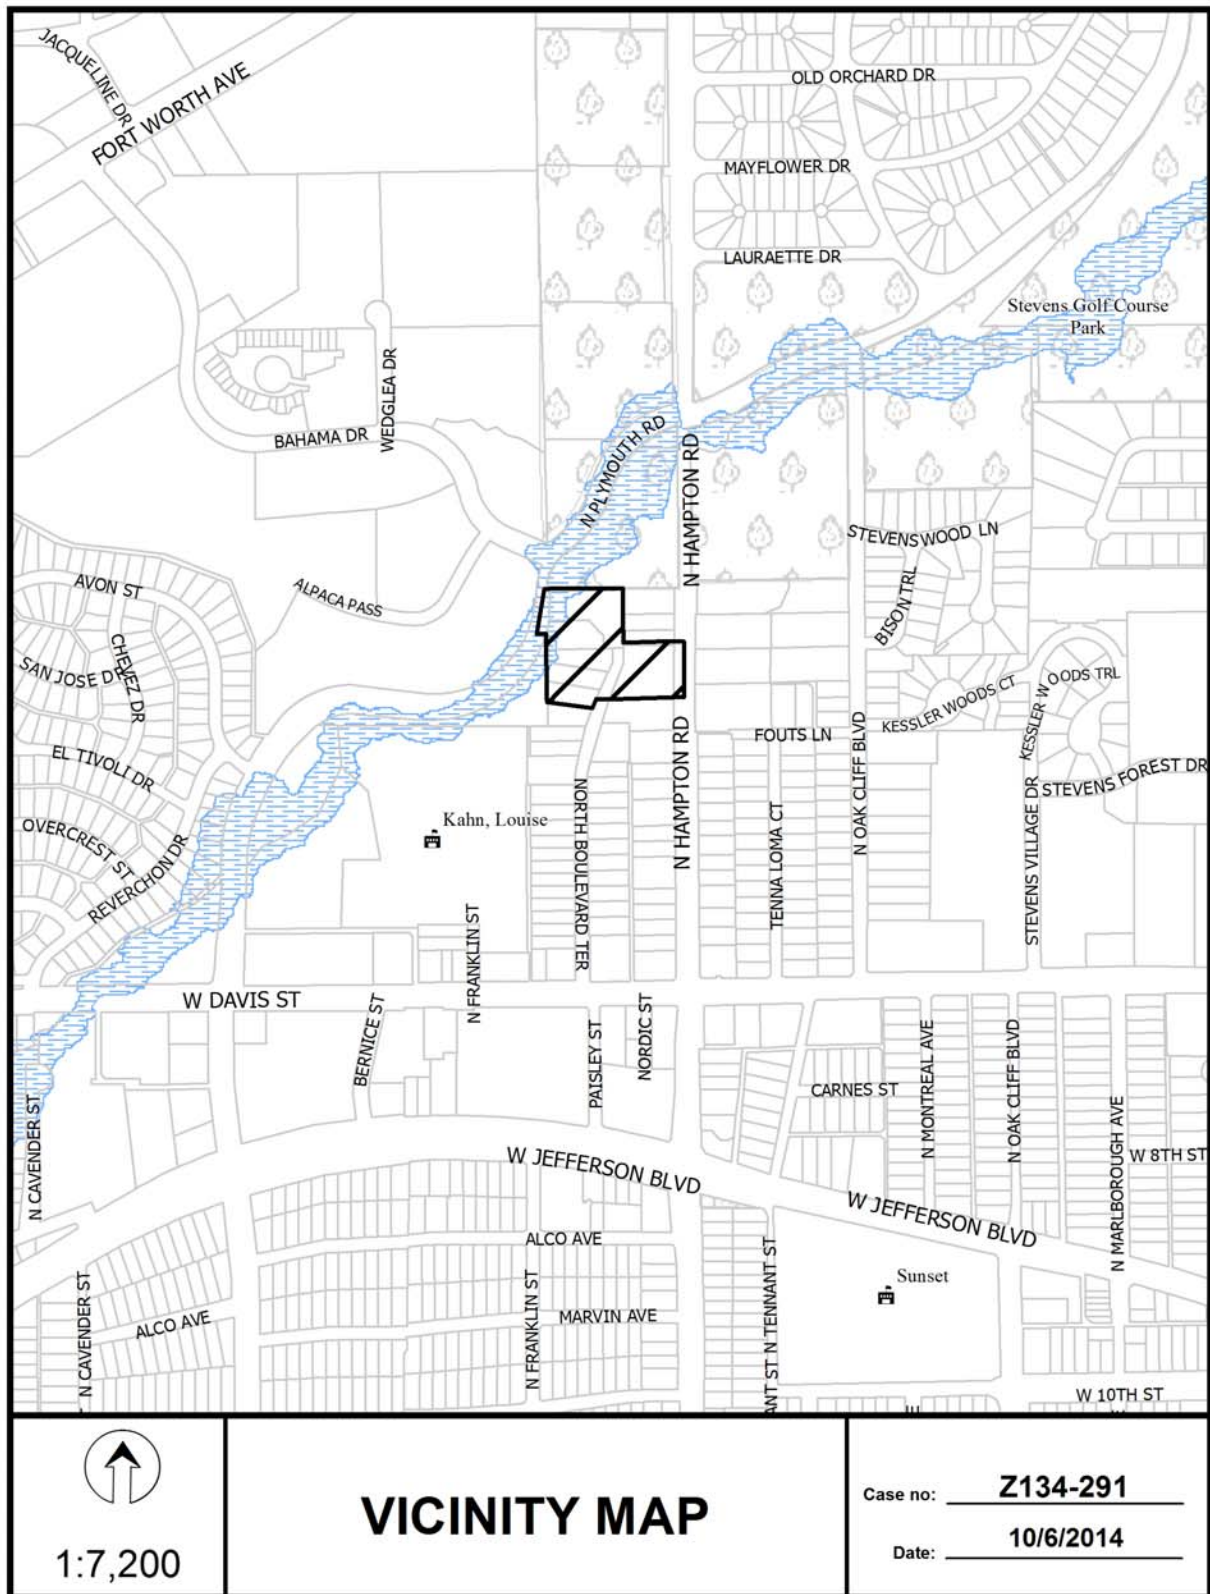 JACQUELINE DR
FORT WORTH AVE
OLD ORCHARD DR
MAYFLOWER DR
LAURAETTE DR
Stevens Golf Course
Park
WEDGLEA DR
BAHAMA DR
N PLYMOUTH RD
N HAMPTON RD
STEVENS WOOD LN
BISON TRL
AVON ST
ALPACA PASS
CHEVEZ DR
SAN JOSE DR
KESSLER WOODS CT
KESSLER WOODS TRL
EL TIVOLI DR
N HAMPTON RD
FOUTS LN
N OAK CLIFF BLVD
STEVENS FOREST DR
OVERCREST ST
REVERCHON DR
Kahn, Louise
NORTH BOULEVARD TER
TENNA LOMA CT
STEVENS VILLAGE DR
N FRANKLIN ST
W DAVIS ST
BERNICE ST
PAISLEY ST
NORDIC ST
CARNES ST
N MONTREAL AVE
N OAK CLIFF BLVD
N MARLBOROUGH AVE
N CAVENDER ST
W 8TH ST
W JEFFERSON BLVD
W JEFFERSON BLVD
ALCO AVE
N TENNANT ST
Sunset
N CAVENDER ST
ALCO AVE
N FRANKLIN ST
MARVIN AVE
ANT ST
W 10TH ST
1:7,200
VICINITY MAP
Case no: Z134-291
Date: 10/6/2014